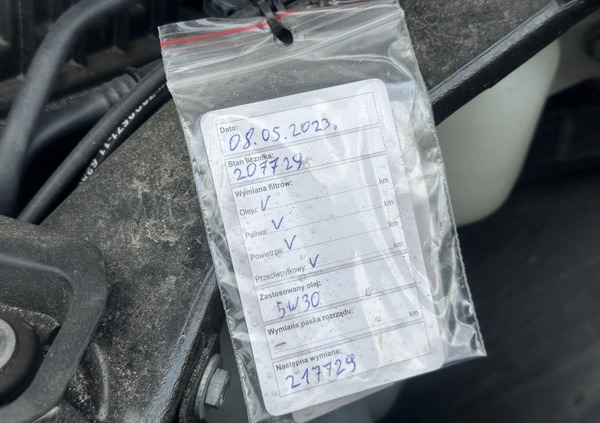 Data:
08.05.2023.
Stan licznika:
207729
Wymiana filtrów:
Oleju: V km
Paliwa: V km
Powietrza: V km
Przeciwpyłkowy: V km
Zastosowany olej:
5W30
Wymiana paska rozrządu:
- km
Następna wymiana:
217729